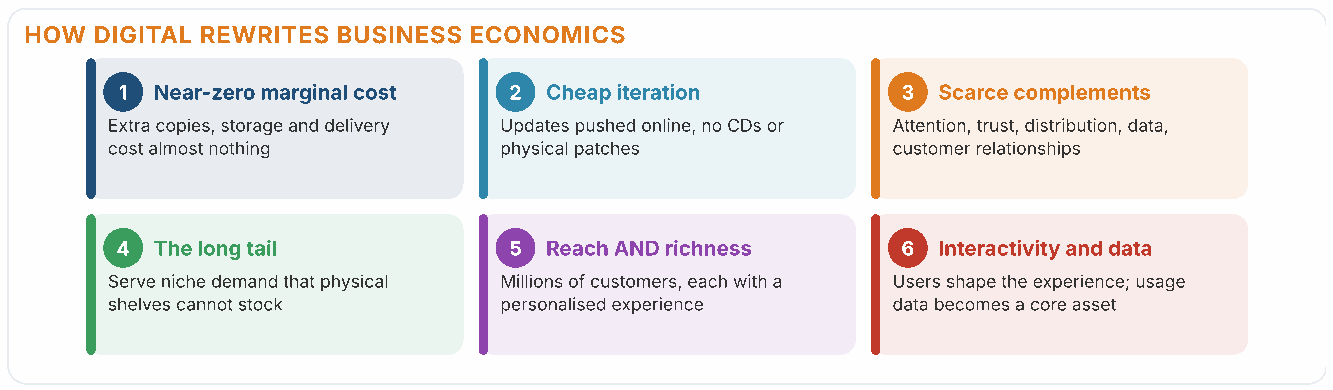 HOW DIGITAL REWRITES BUSINESS ECONOMICS
1 Near-zero marginal cost
Extra copies, storage and delivery
cost almost nothing
2 Cheap iteration
Updates pushed online, no CDs or
physical patches
3 Scarce complements
Attention, trust, distribution, data,
customer relationships
4 The long tail
Serve niche demand that physical
shelves cannot stock
5 Reach AND richness
Millions of customers, each with a
personalised experience
6 Interactivity and data
Users shape the experience; usage
data becomes a core asset